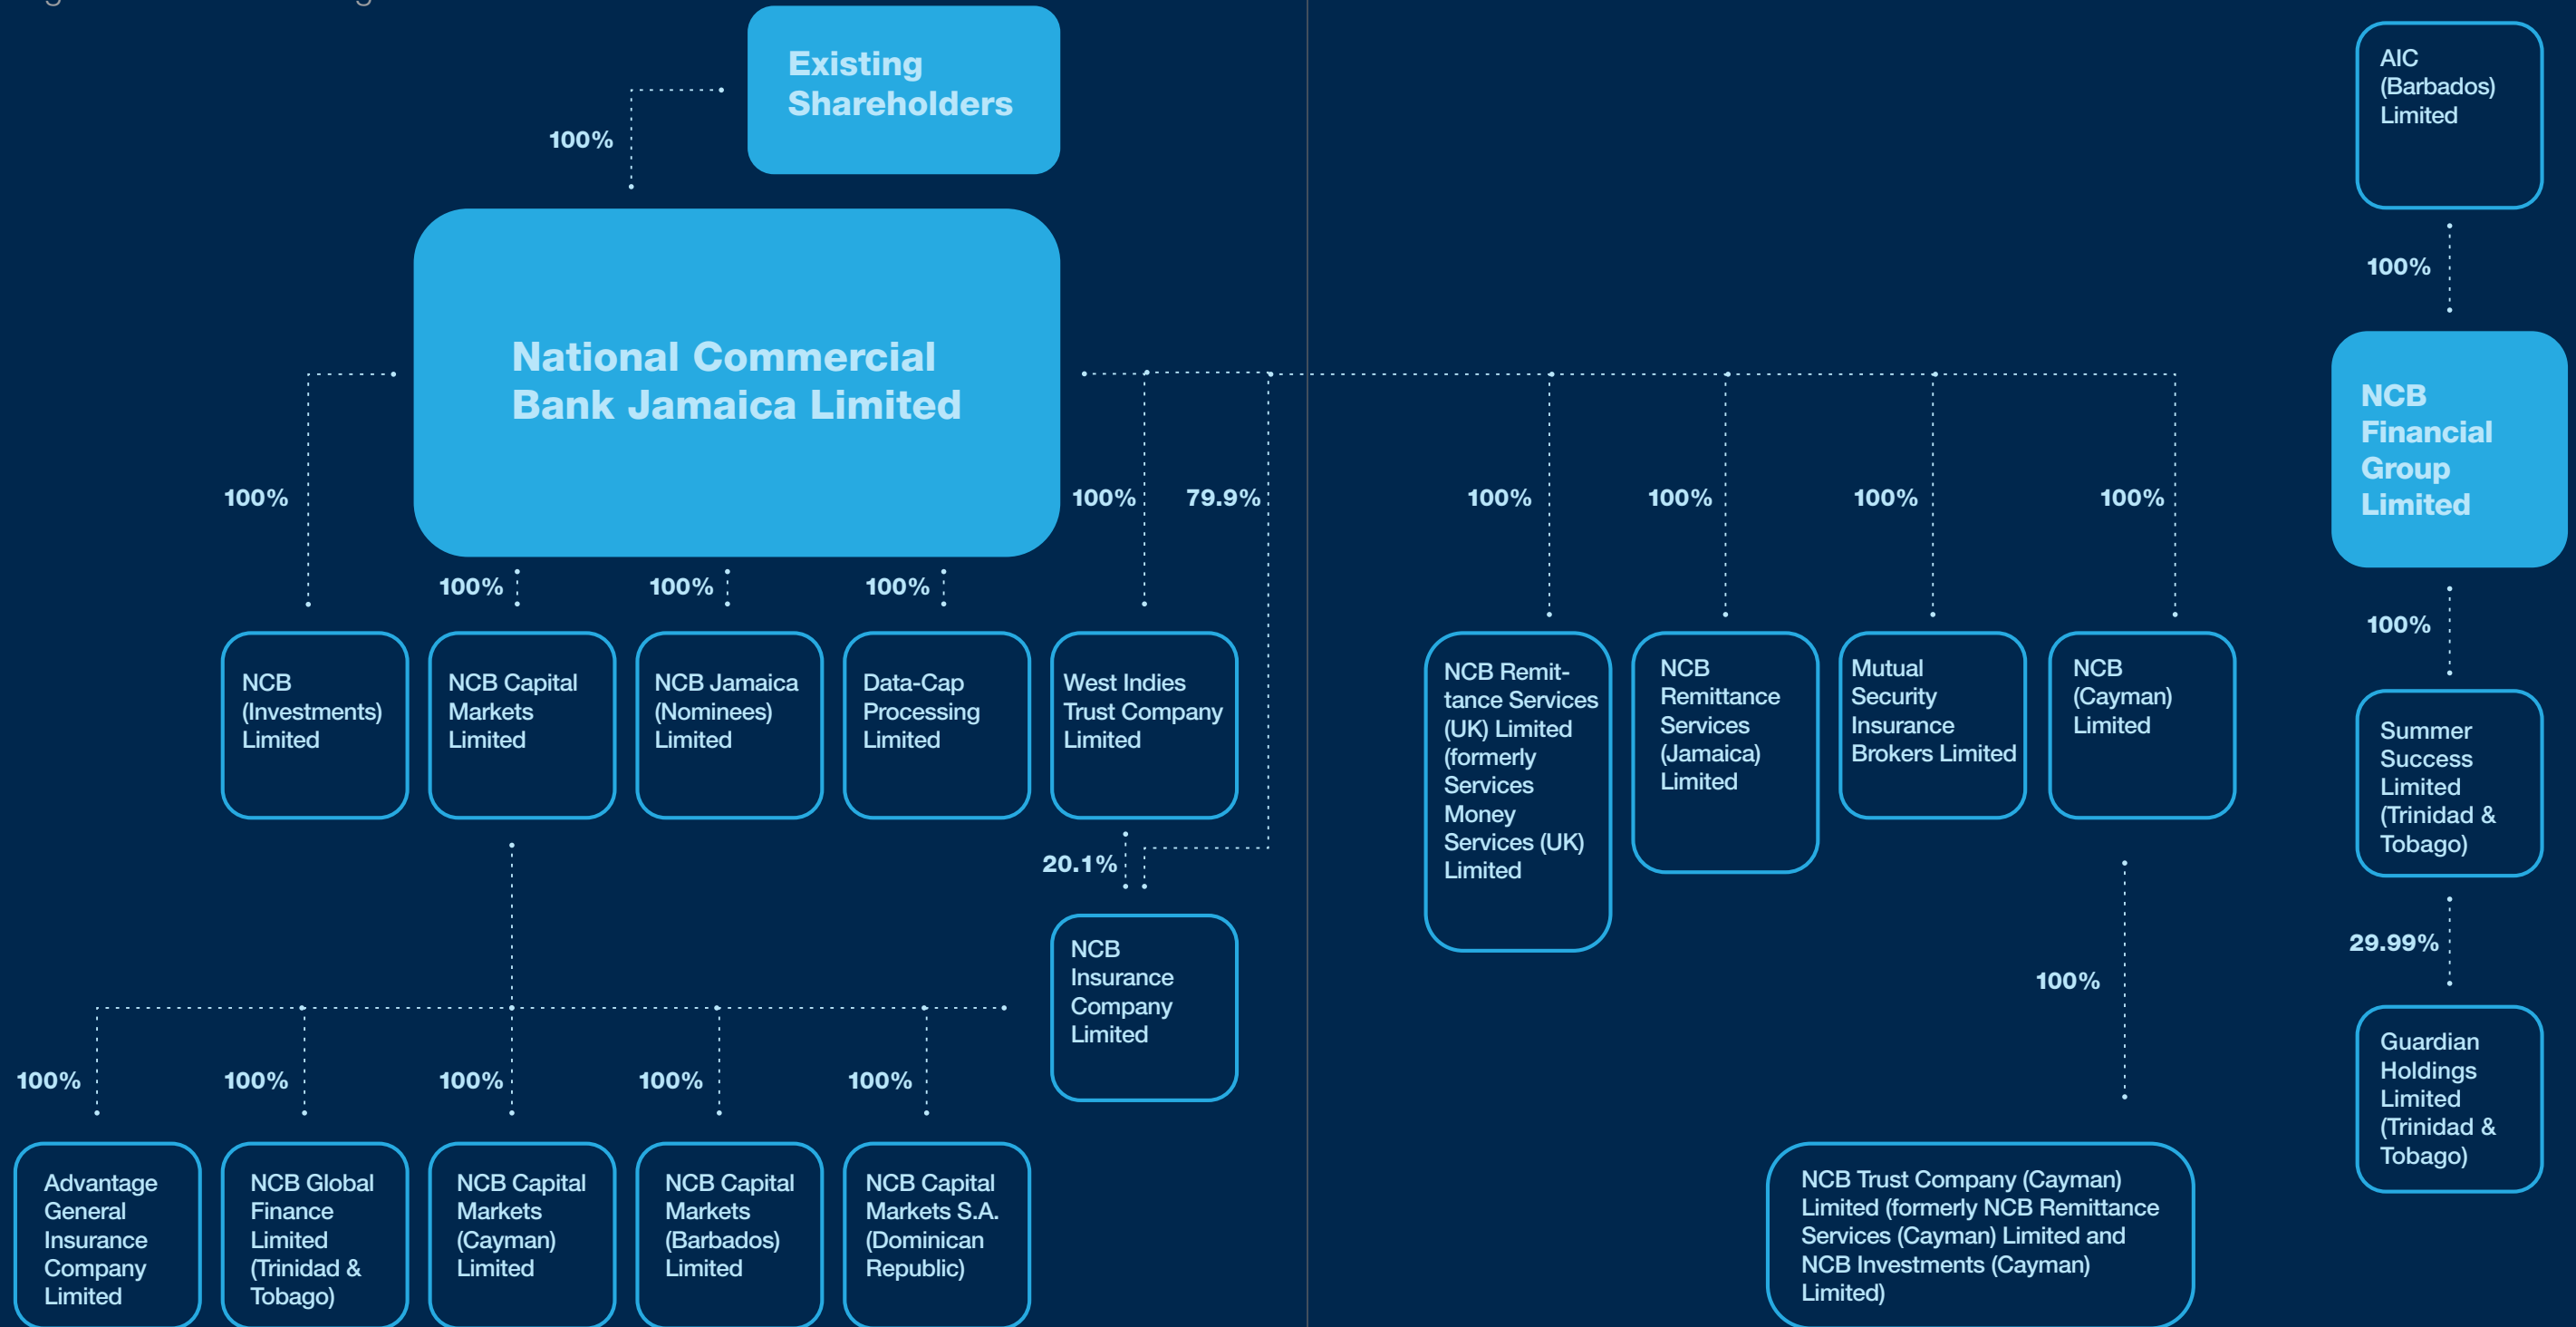 Existing
Shareholders
100%
National Commercial
Bank Jamaica Limited
100%
100%
100%
100%
100%
79.9%
100%
100%
100%
100%
NCB
(Investments)
Limited
NCB Capital
Markets
Limited
NCB Jamaica
(Nominees)
Limited
Data-Cap
Processing
Limited
West Indies
Trust Company
Limited
20.1%
NCB
Insurance
Company
Limited
100%
100%
100%
100%
100%
Advantage
General
Insurance
Company
Limited
NCB Global
Finance
Limited
(Trinidad &
Tobago)
NCB Capital
Markets
(Cayman)
Limited
NCB Capital
Markets
(Barbados)
Limited
NCB Capital
Markets S.A.
(Dominican
Republic)
NCB Remit-
tance Services
(UK) Limited
(formerly
Services
Money
Services (UK)
Limited
NCB
Remittance
Services
(Jamaica)
Limited
Mutual
Security
Insurance
Brokers Limited
NCB
(Cayman)
Limited
100%
NCB Trust Company (Cayman)
Limited (formerly NCB Remittance
Services (Cayman) Limited and
NCB Investments (Cayman)
Limited)
AIC
(Barbados)
Limited
100%
NCB
Financial
Group
Limited
100%
Summer
Success
Limited
(Trinidad &
Tobago)
29.99%
Guardian
Holdings
Limited
(Trinidad &
Tobago)